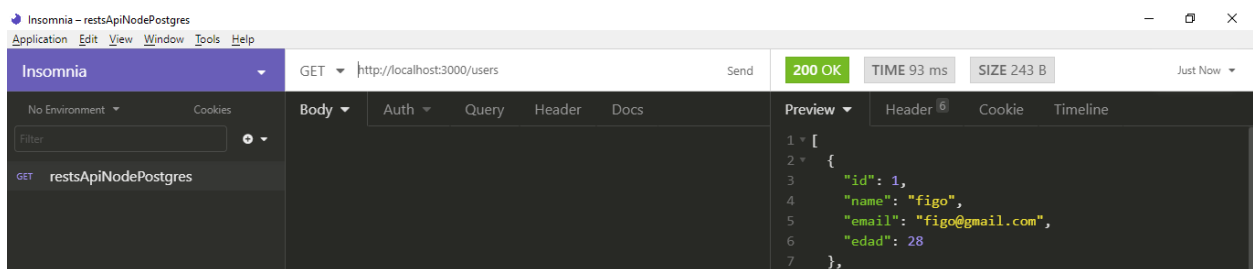 Insomnia – restsApiNodePostgres
Application Edit View Window Tools Help
Insomnia
GET http://localhost:3000/users Send
200 OK TIME 93 ms SIZE 243 B Just Now
No Environment Cookies
Body Auth Query Header Docs
Preview Header 6 Cookie Timeline
Filter
GET restsApiNodePostgres
1 [
2 {
3 "id": 1,
4 "name": "figo",
5 "email": "figo@gmail.com",
6 "edad": 28
7 },